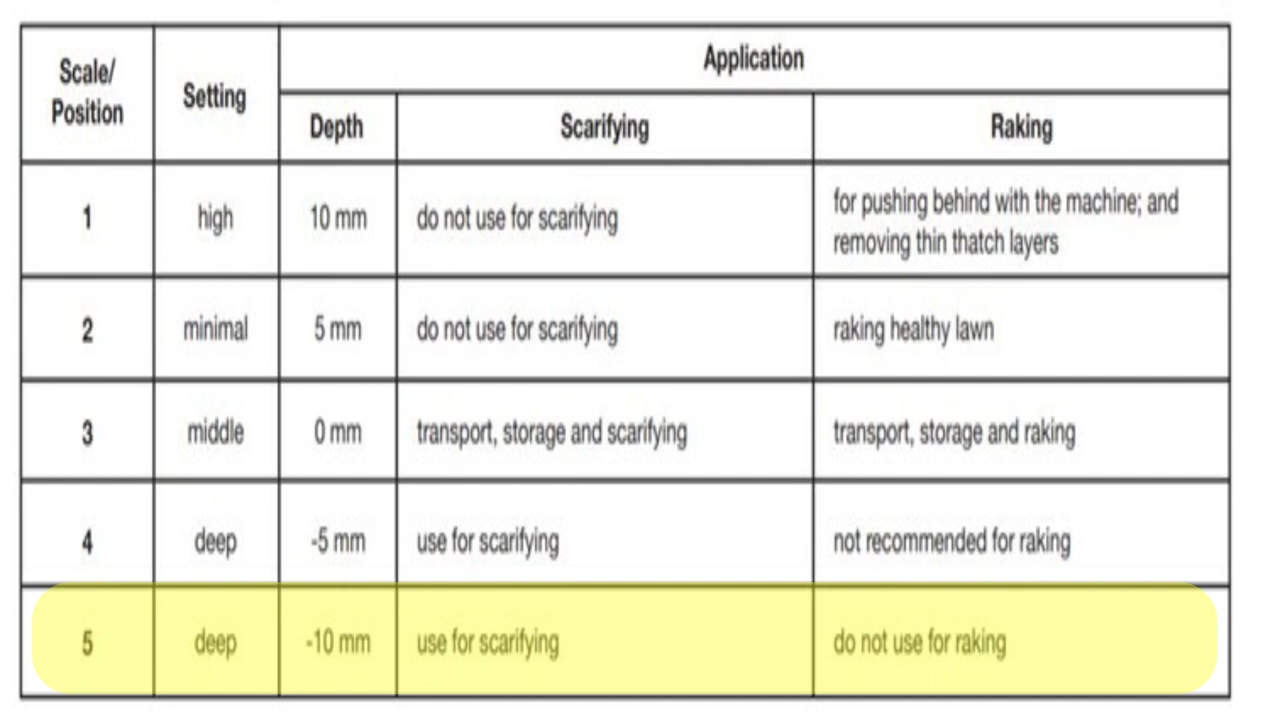 Scale/
Position
Setting
Application
Depth
Scarifying
Raking
1
high
10 mm
do not use for scarifying
for pushing behind with the machine; and
removing thin thatch layers
2
minimal
5 mm
do not use for scarifying
raking healthy lawn
3
middle
0 mm
transport, storage and scarifying
transport, storage and raking
4
deep
-5 mm
use for scarifying
not recommended for raking
5
deep
-10 mm
use for scarifying
do not use for raking